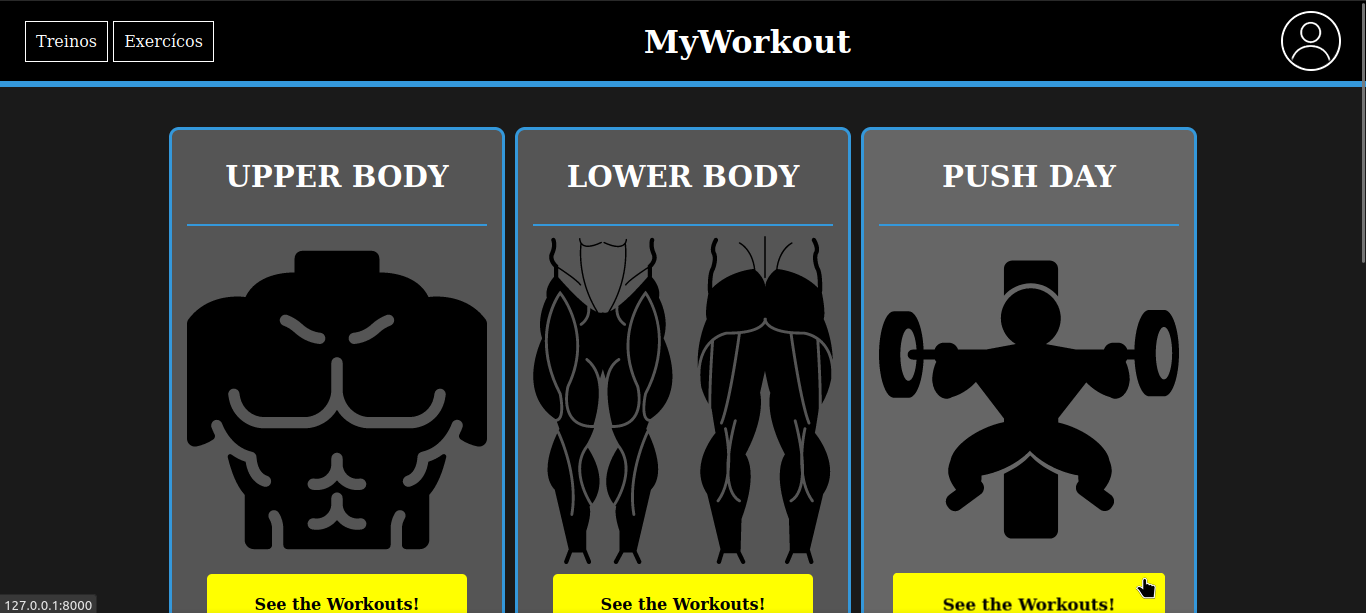 Treinos Exercícos MyWorkout
UPPER BODY LOWER BODY PUSH DAY
See the Workouts! See the Workouts! See the Workouts!
127.0.0.1:8000